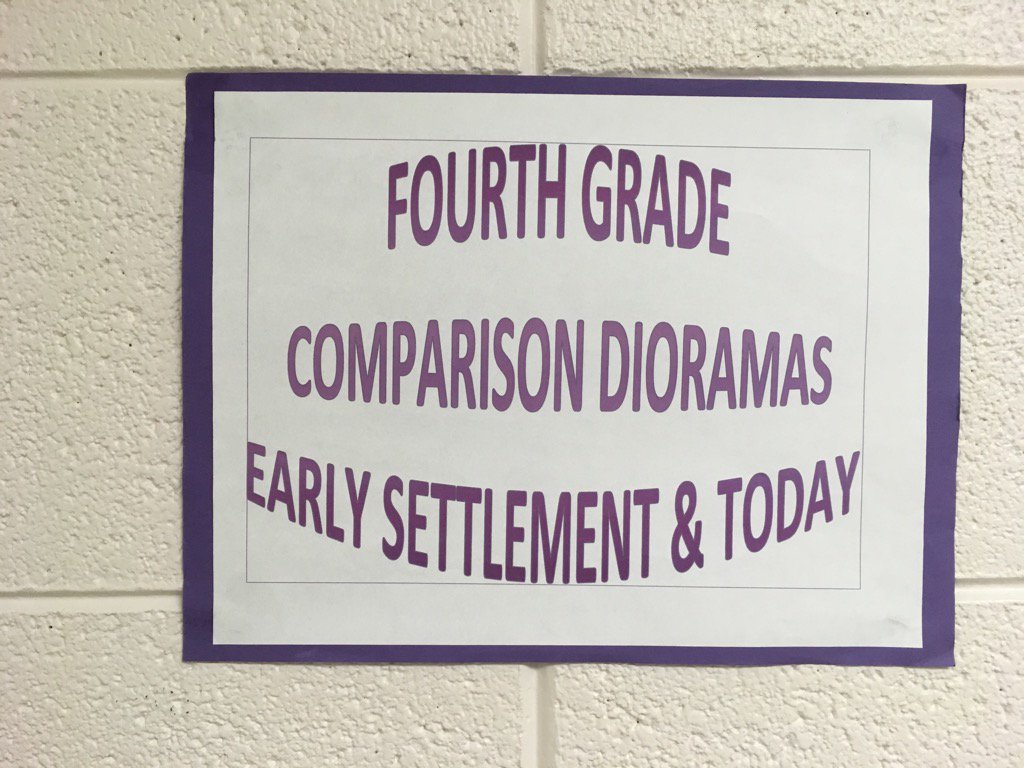 FOURTH GRADE
COMPARISON DIORAMAS
EARLY SETTLEMENT & TODAY